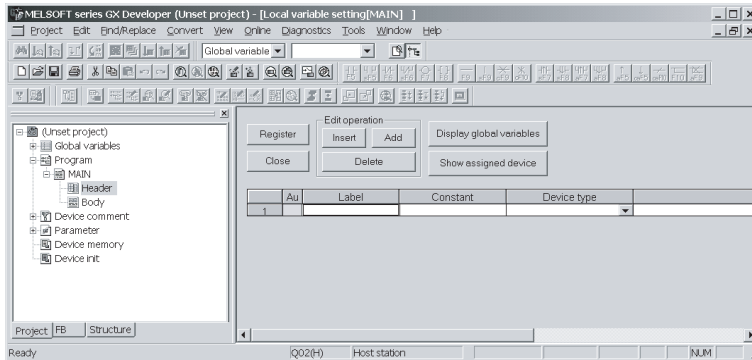 MELSOFT series GX Developer (Unset project) - [Local variable setting[MAIN] ]
Project Edit Find/Replace Convert View Online Diagnostics Tools Window Help
Global variable
Register
Close
Edit operation
Insert Add
Delete
Display global variables
Show assigned device
(Unset project)
Global variables
Program
MAIN
Header
Body
Device comment
Parameter
Device memory
Device init
Au Label Constant Device type
1
Project FB Structure
Ready Q02(H) Host station NUM